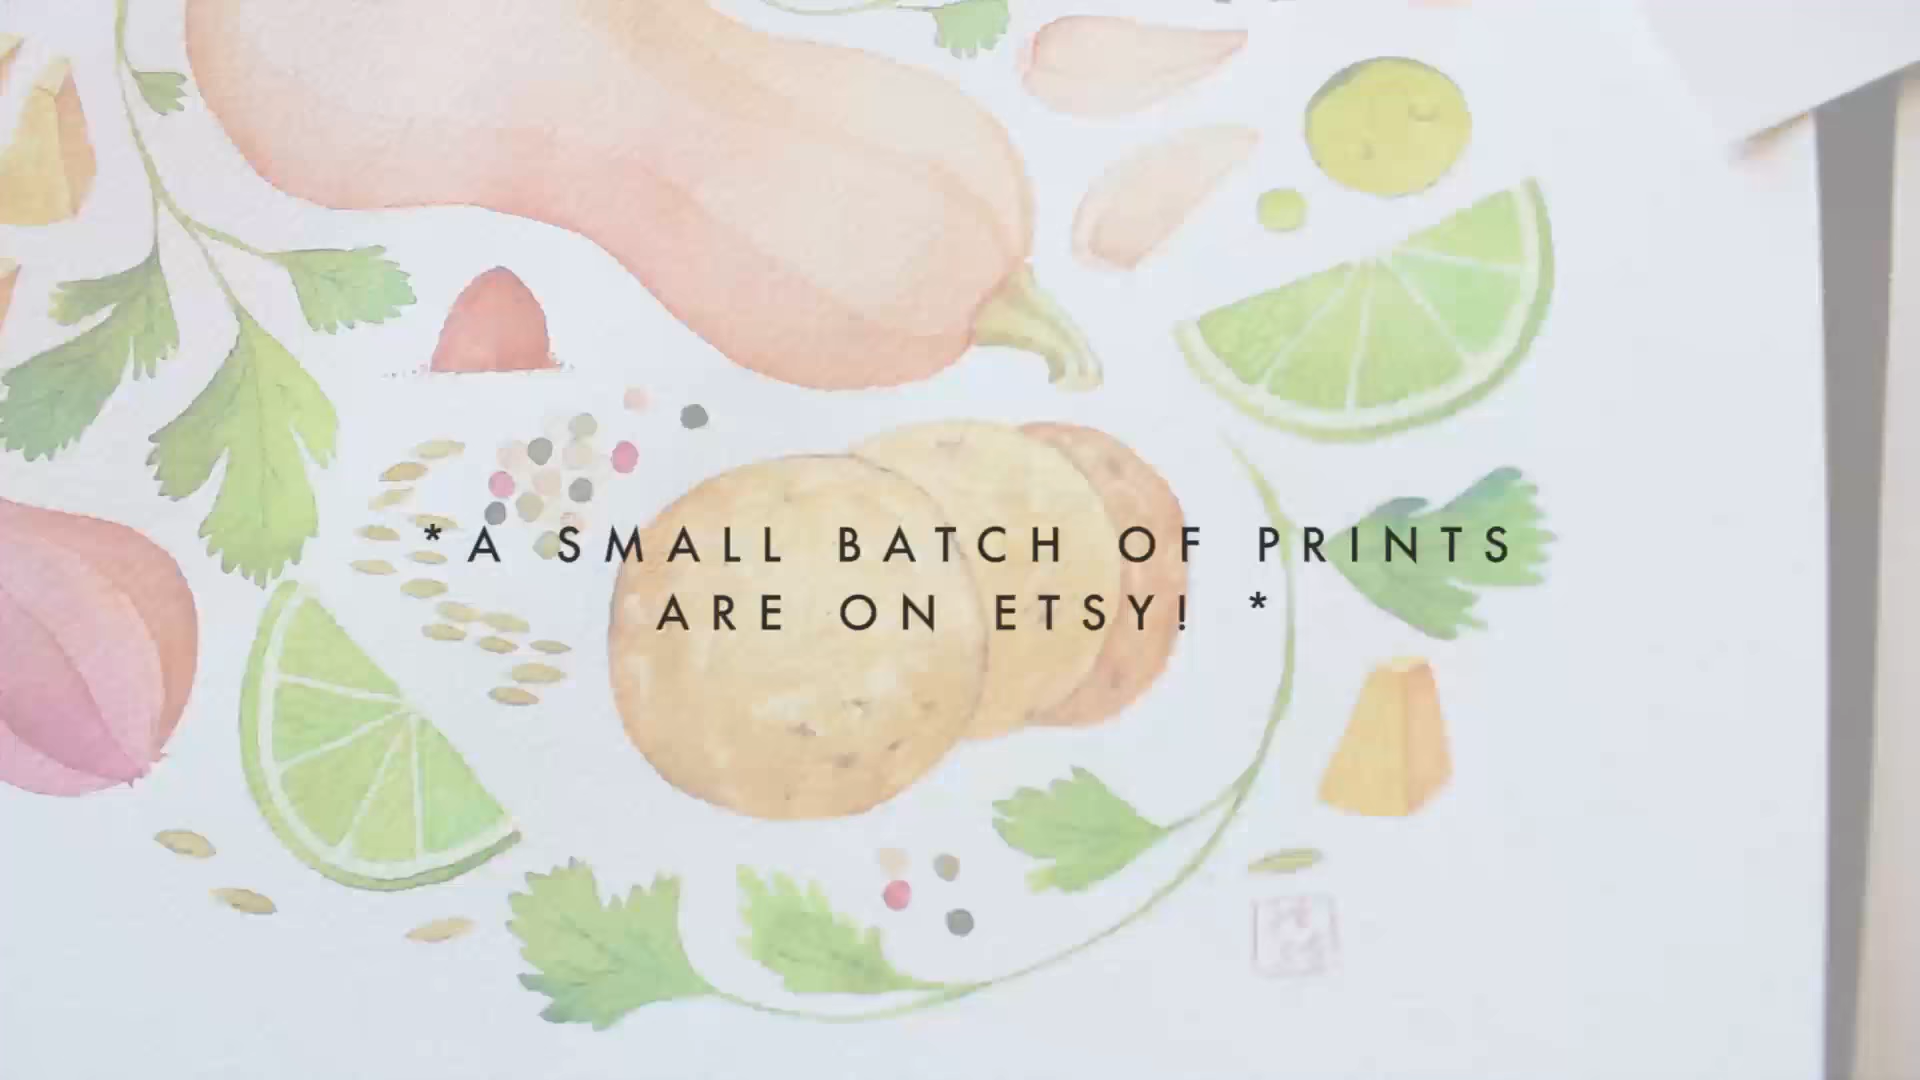 * A SMALL BATCH OF PRINTS
ARE ON ETSY! *